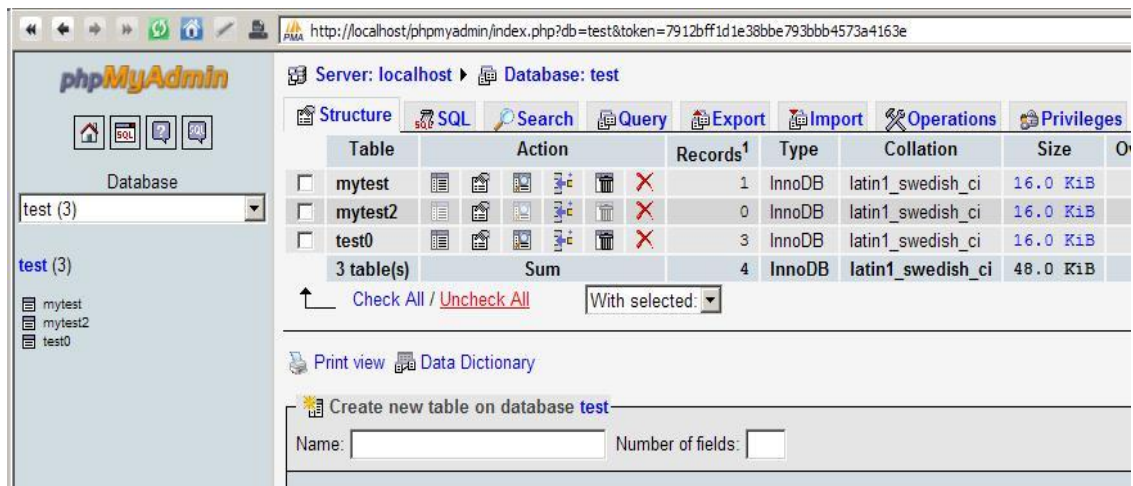 PMA http://localhost/phpmyadmin/index.php?db=test&token=7912bff1d1e38bbe793bbb4573a4163e
phpMyAdmin
SQL
SQL
Database
test (3)
test (3)
mytest
mytest2
test0
Server: localhost Database: test
Structure SQL Search Query Export Import Operations Privileges
Table Action Records1 Type Collation Size
mytest 1 InnoDB latin1_swedish_ci 16.0 KiB
mytest2 0 InnoDB latin1_swedish_ci 16.0 KiB
test0 3 InnoDB latin1_swedish_ci 16.0 KiB
3 table(s) Sum 4 InnoDB latin1_swedish_ci 48.0 KiB
Check All / Uncheck All With selected:
Print view Data Dictionary
Create new table on database test
Name: Number of fields: